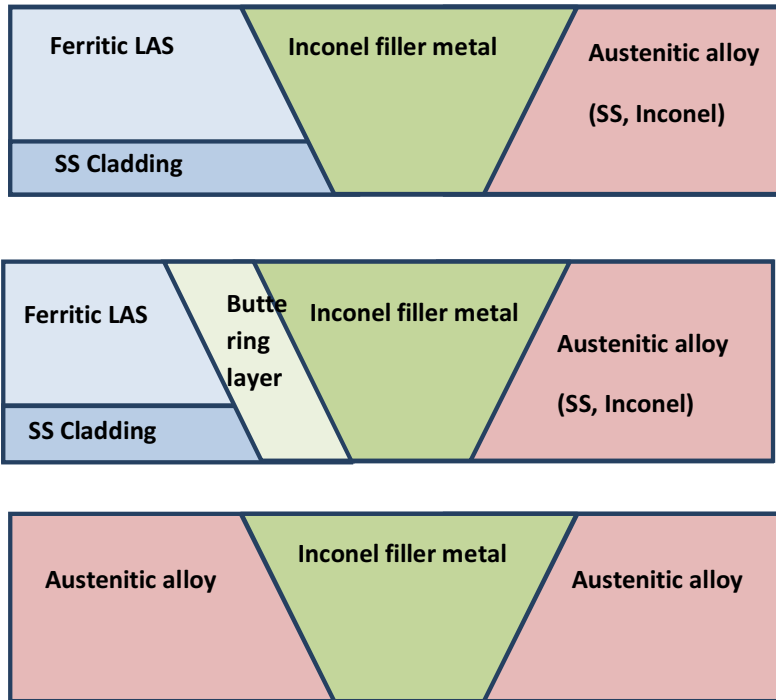 Ferritic LAS
Inconel filler metal
Austenitic alloy
(SS, Inconel)
SS Cladding
Ferritic LAS
Butte
ring
layer
Inconel filler metal
Austenitic alloy
(SS, Inconel)
SS Cladding
Austenitic alloy
Inconel filler metal
Austenitic alloy